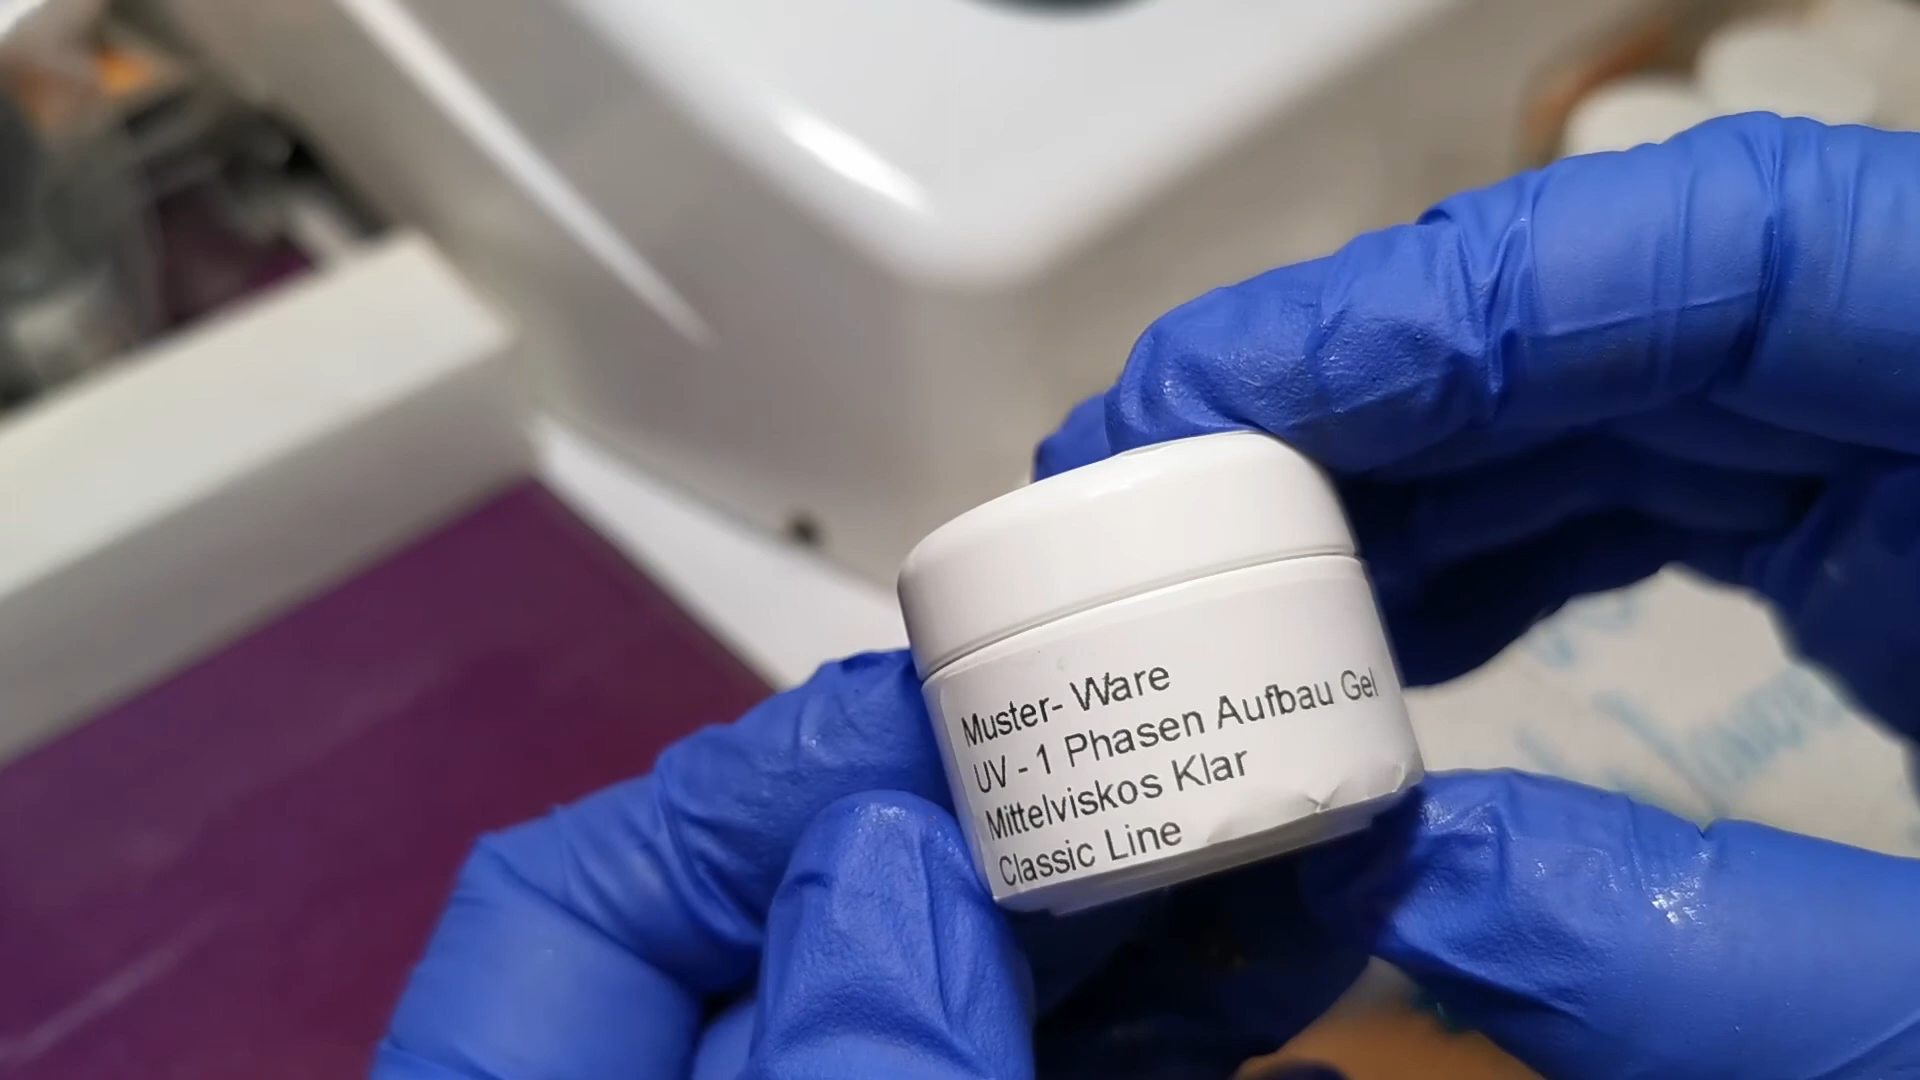 Muster- Ware
UV - 1 Phasen Aufbau Gel
Mittelviskos Klar
Classic Line